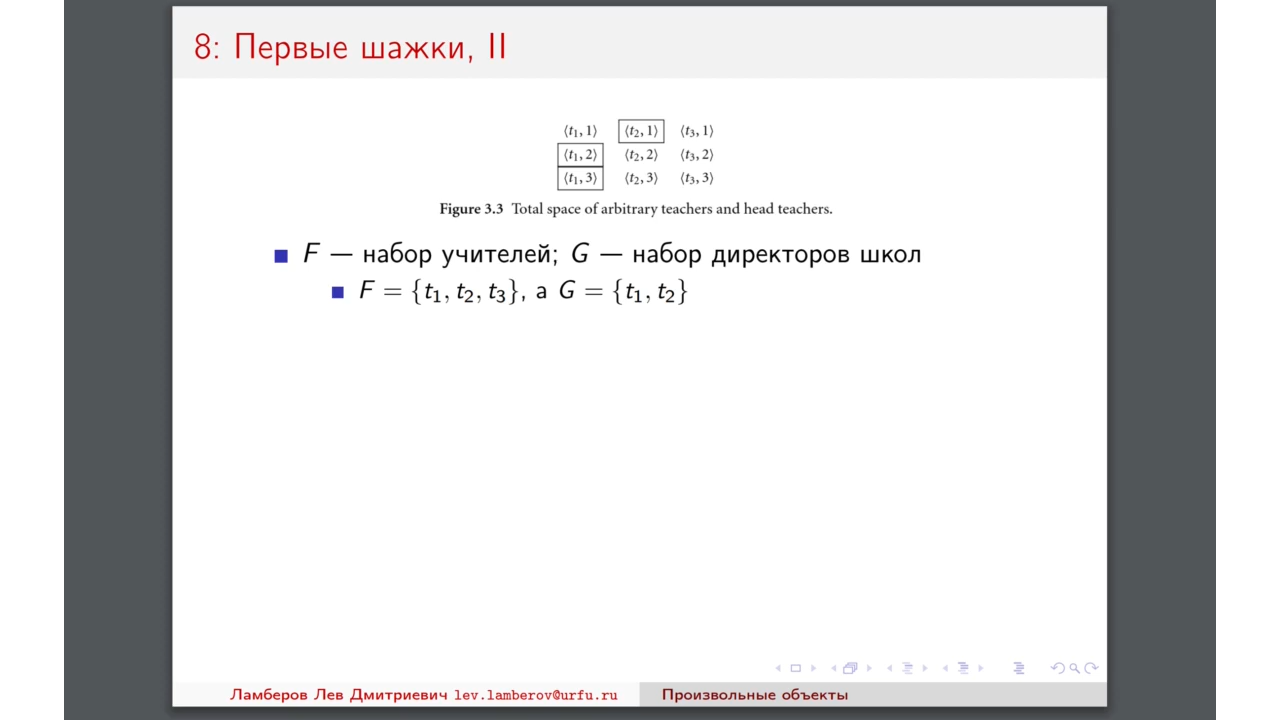 8: Первые шажки, II
⟨t₁, 1⟩ ⟨t₂, 1⟩ ⟨t₃, 1⟩
⟨t₁, 2⟩ ⟨t₂, 2⟩ ⟨t₃, 2⟩
⟨t₁, 3⟩ ⟨t₂, 3⟩ ⟨t₃, 3⟩
Figure 3.3 Total space of arbitrary teachers and head teachers.
F — набор учителей; G — набор директоров школ
F = {t₁, t₂, t₃}, а G = {t₁, t₂}
Ламберов Лев Дмитриевич lev.lamberov@urfu.ru Произвольные объекты